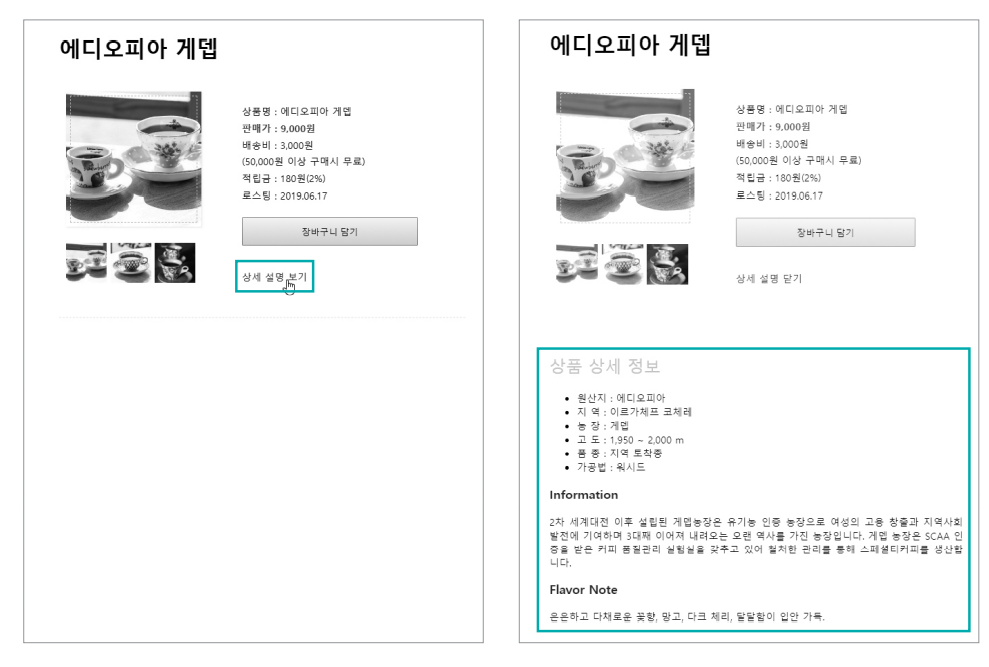 에디오피아 게뎁
상품명 : 에디오피아 게뎁
판매가 : 9,000원
배송비 : 3,000원
(50,000원 이상 구매시 무료)
적립금 : 180원(2%)
로스팅 : 2019.06.17
장바구니 담기
상세 설명 보기
에디오피아 게뎁
상품명 : 에디오피아 게뎁
판매가 : 9,000원
배송비 : 3,000원
(50,000원 이상 구매시 무료)
적립금 : 180원(2%)
로스팅 : 2019.06.17
장바구니 담기
상세 설명 닫기
상품 상세 정보
• 원산지 : 에디오피아
• 지 역 : 이르가체프 코체레
• 농 장 : 게뎁
• 고 도 : 1,950 ~ 2,000 m
• 품 종 : 지역 토착종
• 가공법 : 워시드
Information
2차 세계대전 이후 설립된 게뎁농장은 유기농 인증 농장으로 여성의 고용 창출과 지역사회
발전에 기여하며 3대째 이어져 내려오는 오랜 역사를 가진 농장입니다. 게뎁 농장은 SCAA 인
증을 받은 커피 품질관리 실험실을 갖추고 있어 철처한 관리를 통해 스페셜티커피를 생산합
니다.
Flavor Note
은은하고 다채로운 꽃향, 망고, 다크 체리, 달달함이 입안 가득.